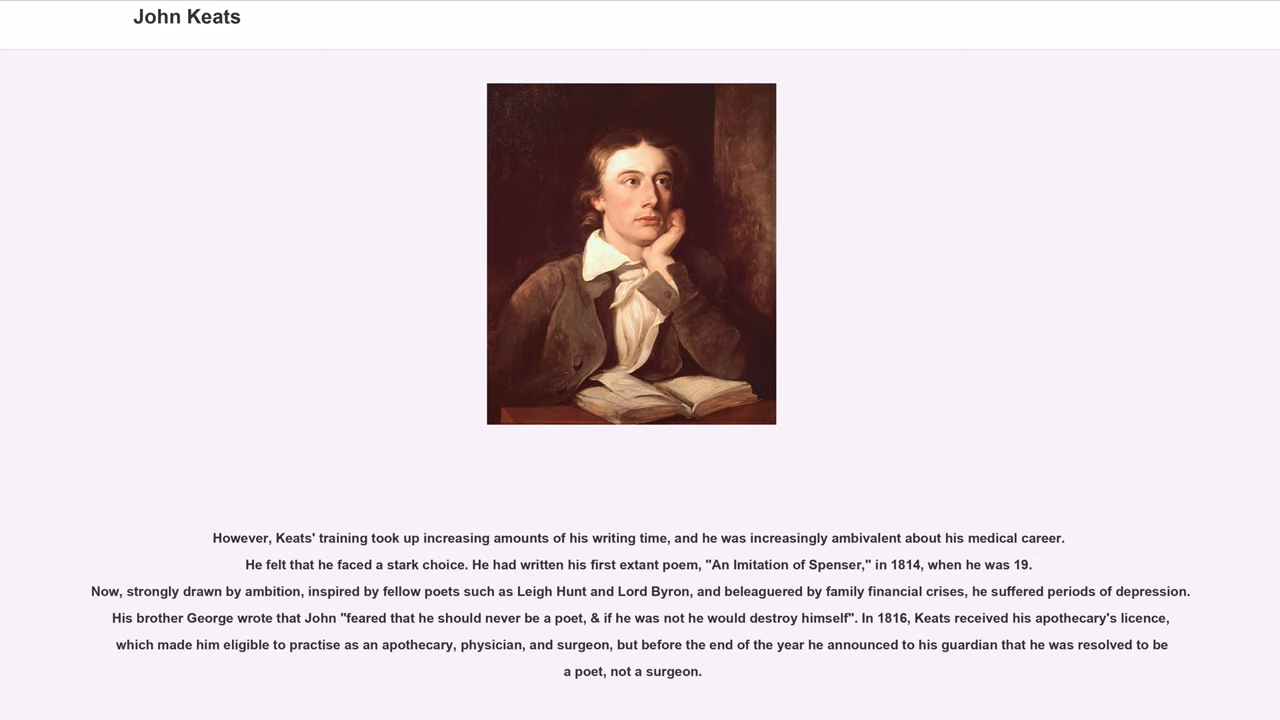 John Keats
However, Keats' training took up increasing amounts of his writing time, and he was increasingly ambivalent about his medical career.
He felt that he faced a stark choice. He had written his first extant poem, "An Imitation of Spenser," in 1814, when he was 19.
Now, strongly drawn by ambition, inspired by fellow poets such as Leigh Hunt and Lord Byron, and beleaguered by family financial crises, he suffered periods of depression.
His brother George wrote that John "feared that he should never be a poet, & if he was not he would destroy himself". In 1816, Keats received his apothecary's licence,
which made him eligible to practise as an apothecary, physician, and surgeon, but before the end of the year he announced to his guardian that he was resolved to be
a poet, not a surgeon.